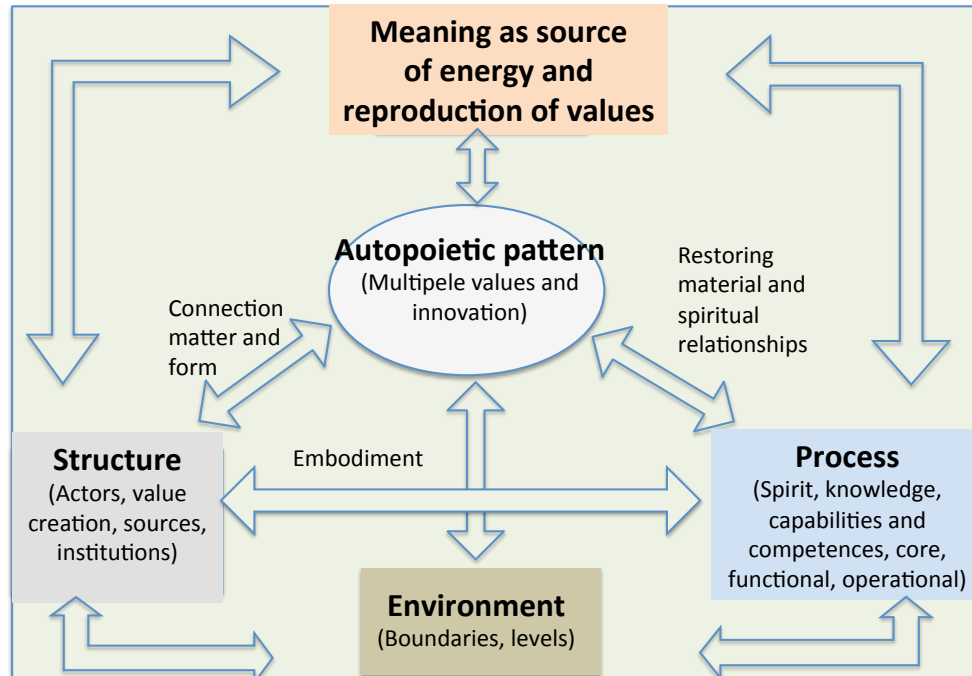 Meaning as source
of energy and
reproduction of values
Autopoietic pattern
(Multipele values and
innovation)
Connection
matter and
form
Restoring
material and
spiritual
relationships
Structure
(Actors, value
creation, sources,
institutions)
Embodiment
Process
(Spirit, knowledge,
capabilities and
competences, core,
functional, operational)
Environment
(Boundaries, levels)